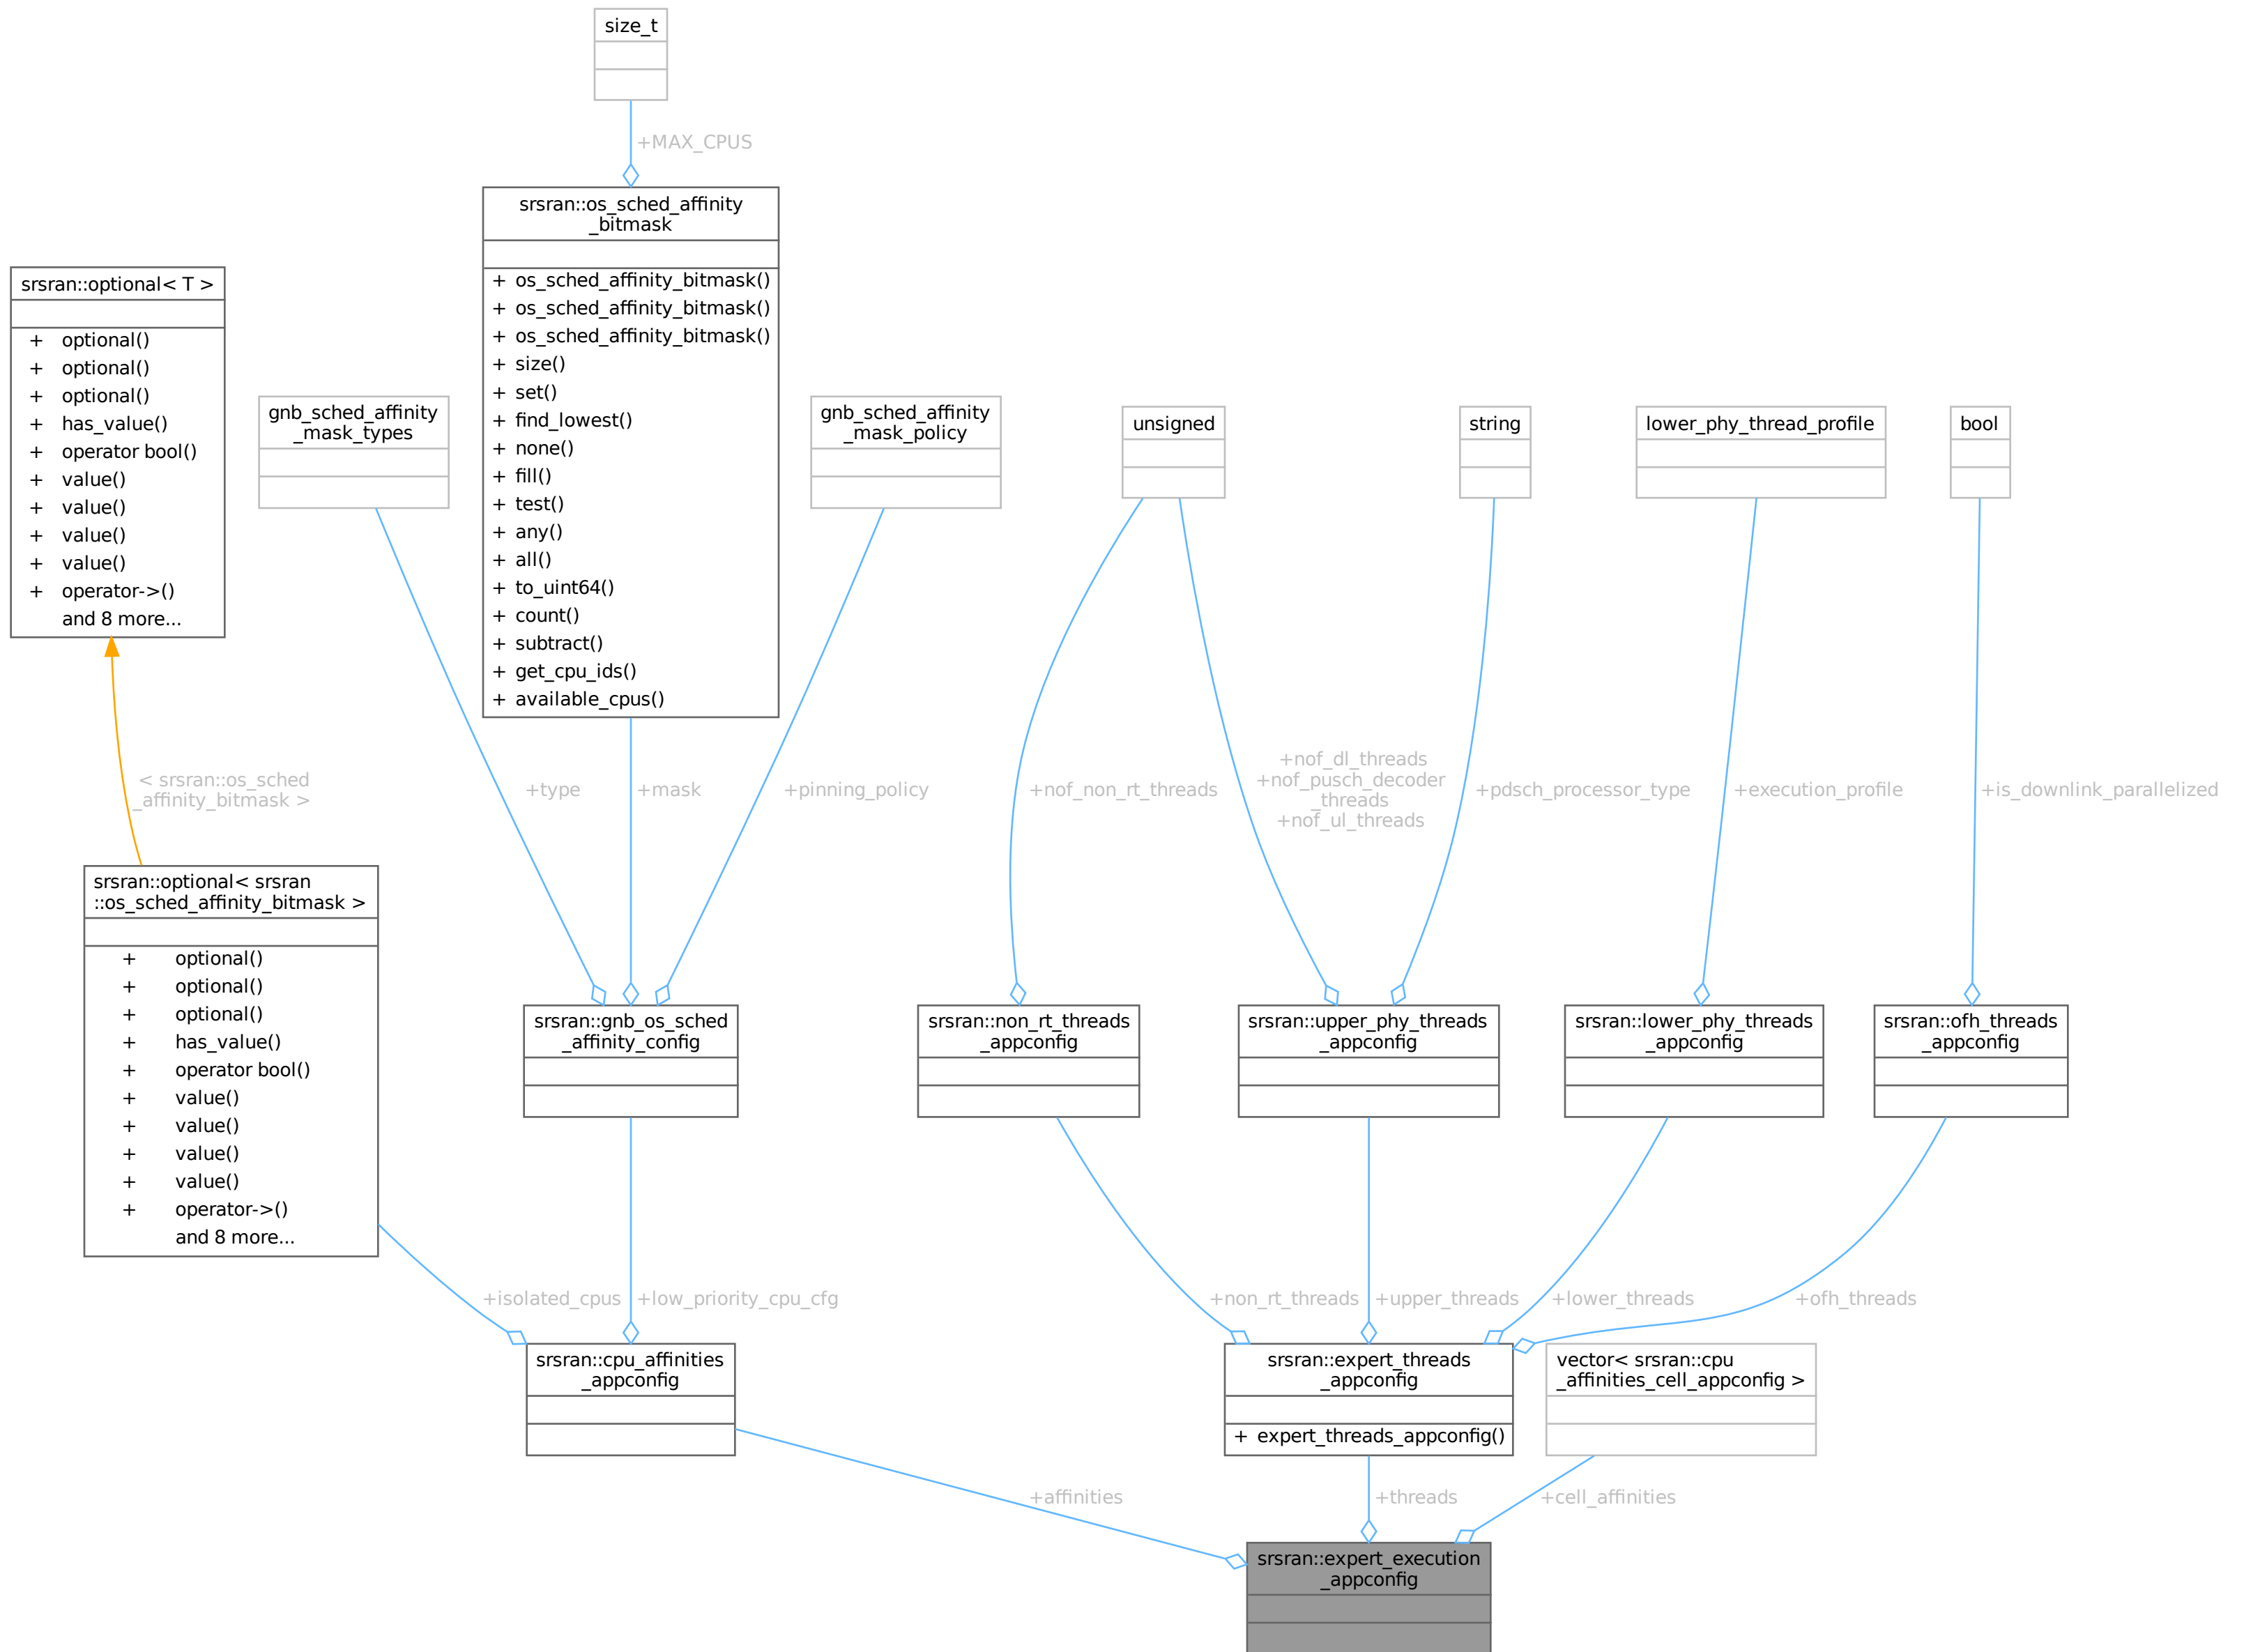 size_t
+MAX_CPUS
srsran::os_sched_affinity
_bitmask
+ os_sched_affinity_bitmask()
+ os_sched_affinity_bitmask()
+ os_sched_affinity_bitmask()
+ size()
+ set()
+ find_lowest()
+ none()
+ fill()
+ test()
+ any()
+ all()
+ to_uint64()
+ count()
+ subtract()
+ get_cpu_ids()
+ available_cpus()
srsran::optional< T >
+ optional()
+ optional()
+ optional()
+ has_value()
+ operator bool()
+ value()
+ value()
+ value()
+ value()
+ operator->()
and 8 more...
gnb_sched_affinity
_mask_types
gnb_sched_affinity
_mask_policy
unsigned
string
lower_phy_thread_profile
bool
< srsran::os_sched
_affinity_bitmask >
+type
+mask
+pinning_policy
+nof_non_rt_threads
+nof_dl_threads
+nof_pusch_decoder
_threads
+nof_ul_threads
+pdsch_processor_type
+execution_profile
+is_downlink_parallelized
srsran::optional< srsran
::os_sched_affinity_bitmask >
+ optional()
+ optional()
+ optional()
+ has_value()
+ operator bool()
+ value()
+ value()
+ value()
+ value()
+ operator->()
and 8 more...
srsran::gnb_os_sched
_affinity_config
srsran::non_rt_threads
_appconfig
srsran::upper_phy_threads
_appconfig
srsran::lower_phy_threads
_appconfig
srsran::ofh_threads
_appconfig
+isolated_cpus
+low_priority_cpu_cfg
+non_rt_threads
+upper_threads
+lower_threads
+ofh_threads
srsran::cpu_affinities
_appconfig
srsran::expert_threads
_appconfig
+ expert_threads_appconfig()
vector< srsran::cpu
_affinities_cell_appconfig >
+affinities
+threads
+cell_affinities
srsran::expert_execution
_appconfig